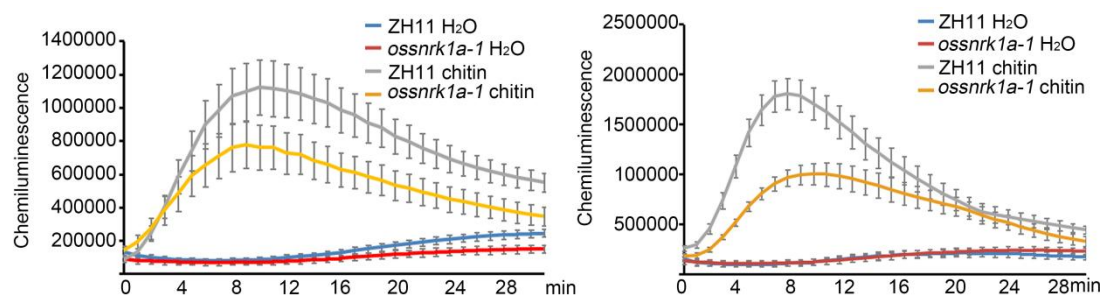 ZH11 H₂O
ossnrk1a-1 H₂O
ZH11 chitin
ossnrk1a-1 chitin
Chemiluminescence
1400000
1200000
1000000
800000
600000
400000
200000
0 4 8 12 16 20 24 28 min
ZH11 H₂O
ossnrk1a-1 H₂O
ZH11 chitin
ossnrk1a-1 chitin
Chemiluminescence
2500000
2000000
1500000
1000000
500000
0 4 8 12 16 20 24 28min